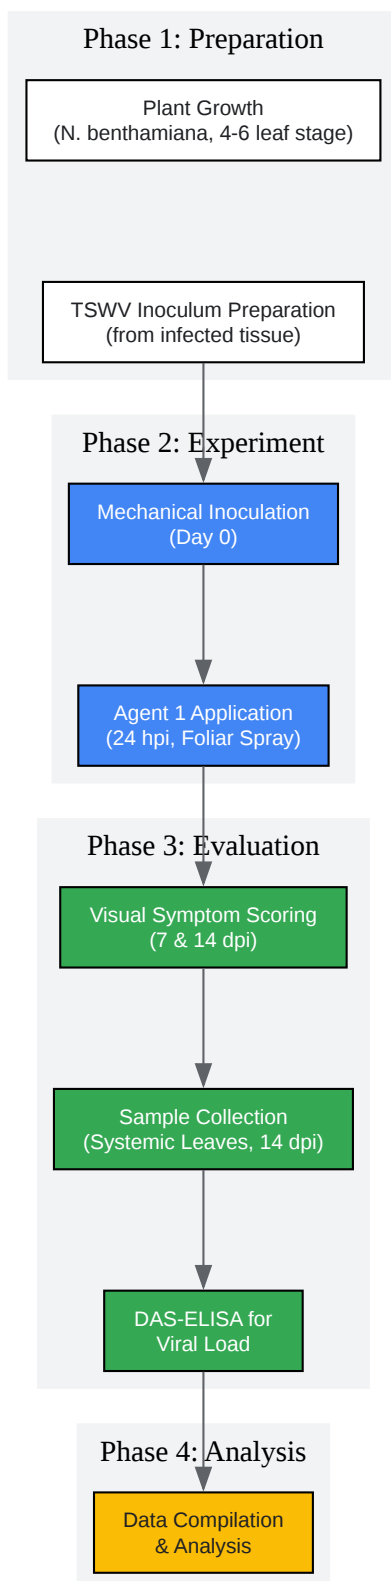 Phase 1: Preparation
Plant Growth
(N. benthamiana, 4-6 leaf stage)
TSWV Inoculum Preparation
(from infected tissue)
Phase 2: Experiment
Mechanical Inoculation
(Day 0)
Agent 1 Application
(24 hpi, Foliar Spray)
Phase 3: Evaluation
Visual Symptom Scoring
(7 & 14 dpi)
Sample Collection
(Systemic Leaves, 14 dpi)
DAS-ELISA for
Viral Load
Phase 4: Analysis
Data Compilation
& Analysis